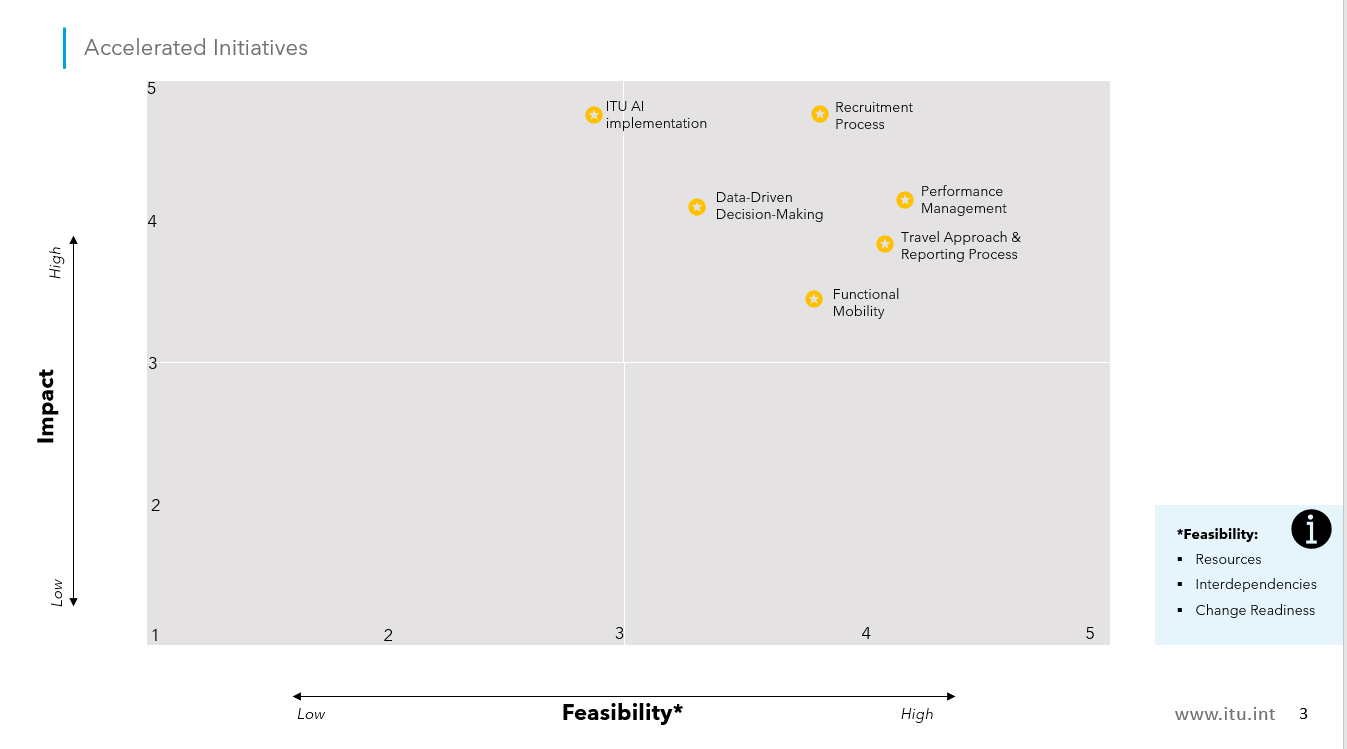 Accelerated Initiatives
5
ITU AI
implementation
Recruitment
Process
Data-Driven
Decision-Making
Performance
Management
4
Travel Approach &
Reporting Process
High
Functional
Mobility
3
Impact
2
Low
1
2
3
4
5
*Feasibility:
Resources
Interdependencies
Change Readiness
Low
Feasibility*
High
www.itu.int 3